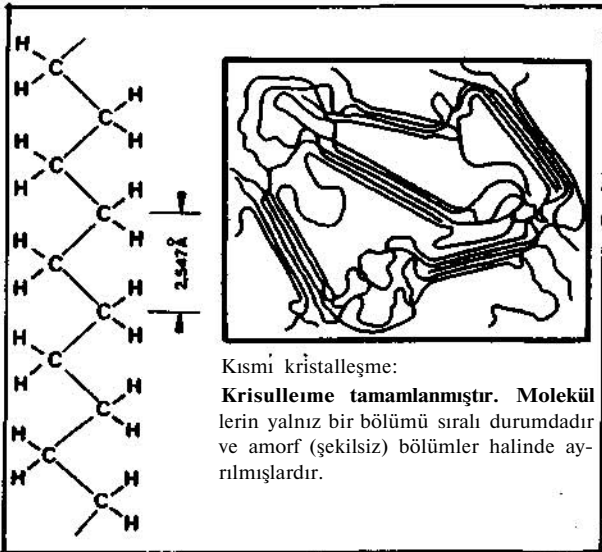 H
C
H H
C
H H
C
H H
C
H H
C
H H
C
H H
C
H H
C
H H
C
H H
C
H
2,547Å
Kısmi kristalleşme:
Krisulleıme tamamlanmıştır. Molekül
lerin yalnız bir bölümü sıralı durumdadır
ve amorf (şekilsiz) bölümler halinde ay-
rılmışlardır.